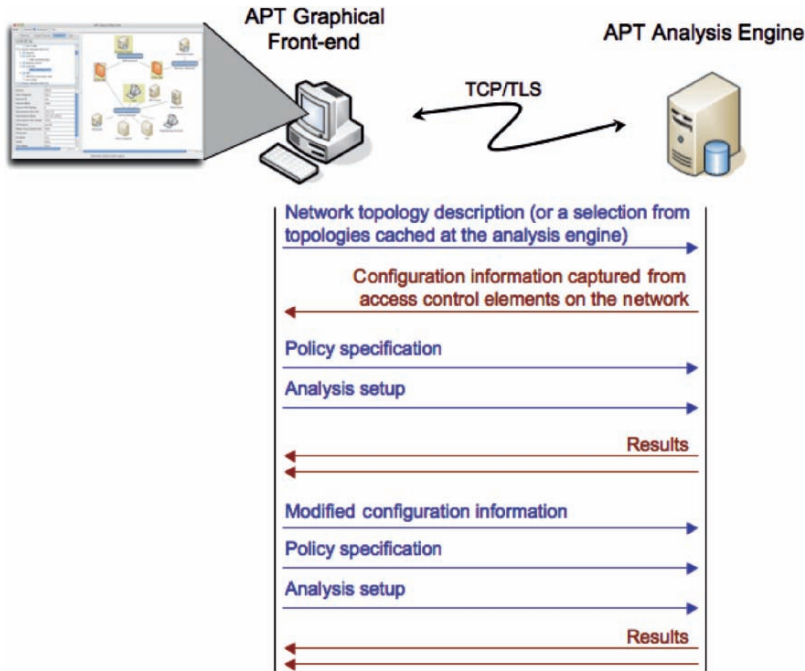 APT Graphical
Front-end
APT Analysis Engine
TCP/TLS
Network topology description (or a selection from
topologies cached at the analysis engine)
Configuration information captured from
access control elements on the network
Policy specification
Analysis setup
Results
Modified configuration information
Policy specification
Analysis setup
Results